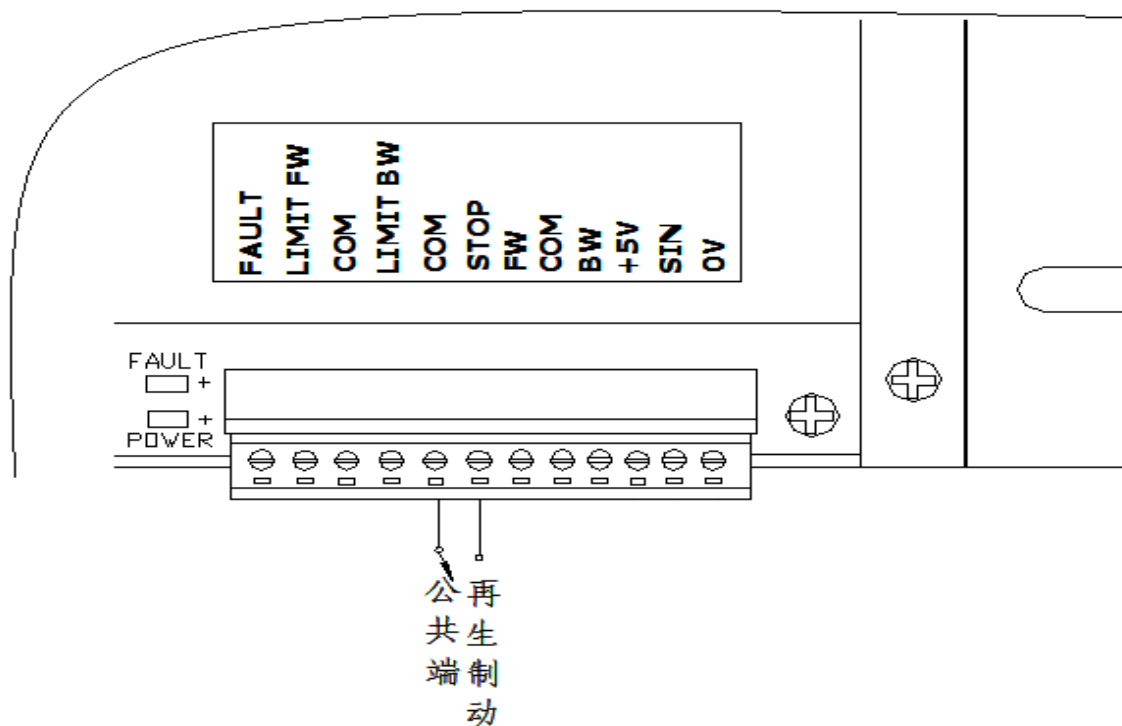 FAULT
LIMIT FW
COM
LIMIT BW
COM
STOP
FW
COM
BW
+5V
SIN
0V
FAULT
+
+
POWER
公共端
再生制动